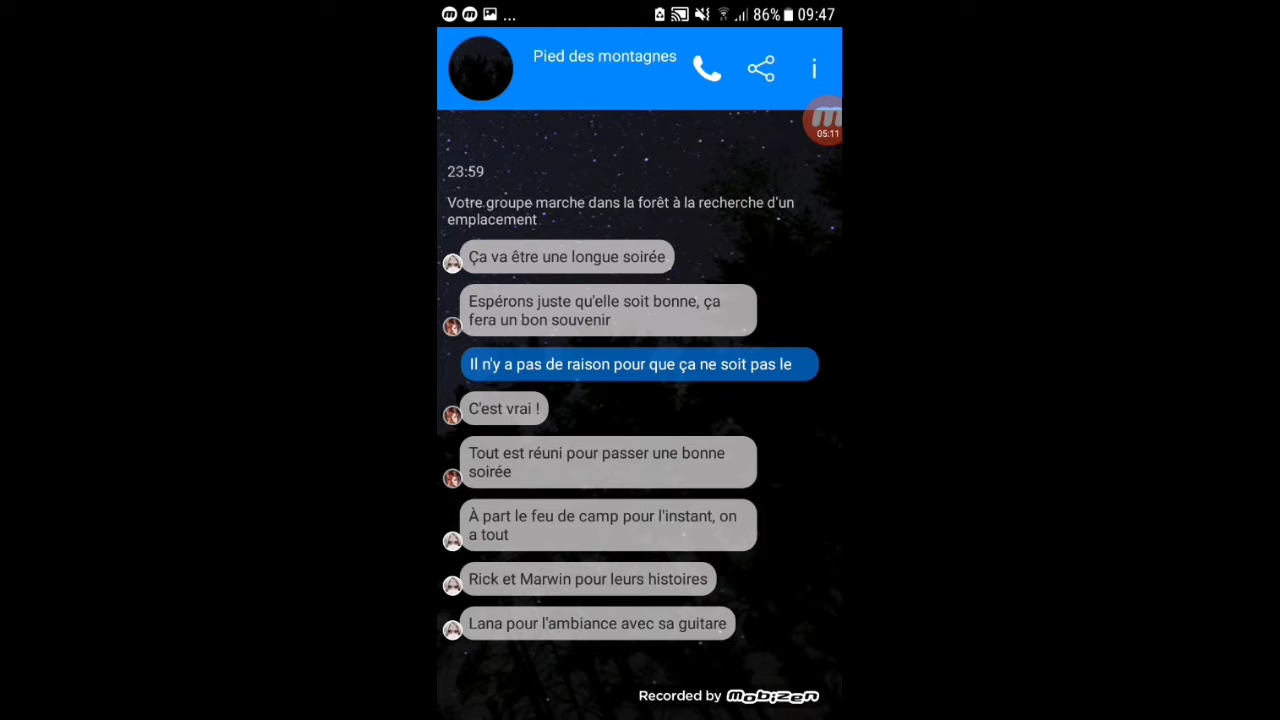 ... 86% 09:47
Pied des montagnes
05:11
23:59
Votre groupe marche dans la forêt à la recherche d'un
emplacement
Ça va être une longue soirée
Espérons juste qu'elle soit bonne, ça
fera un bon souvenir
Il n'y a pas de raison pour que ça ne soit pas le
C'est vrai !
Tout est réuni pour passer une bonne
soirée
À part le feu de camp pour l'instant, on
a tout
Rick et Marwin pour leurs histoires
Lana pour l'ambiance avec sa guitare
Recorded by mobizen